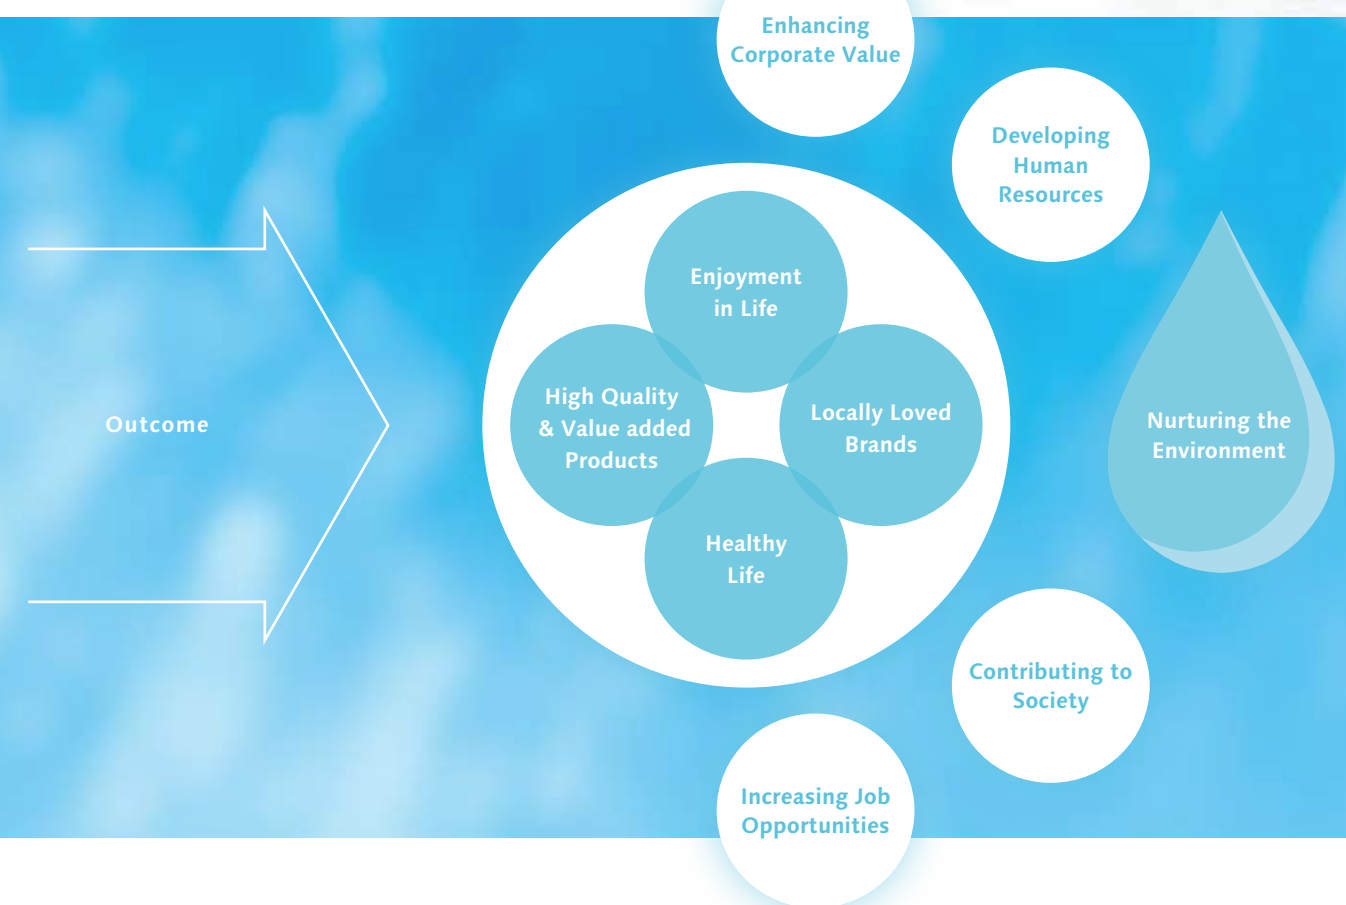 Enhancing
Corporate Value
Developing
Human
Resources
Enjoyment
in Life
High Quality
& Value added
Products
Locally Loved
Brands
Outcome
Nurturing the
Environment
Healthy
Life
Contributing to
Society
Increasing Job
Opportunities